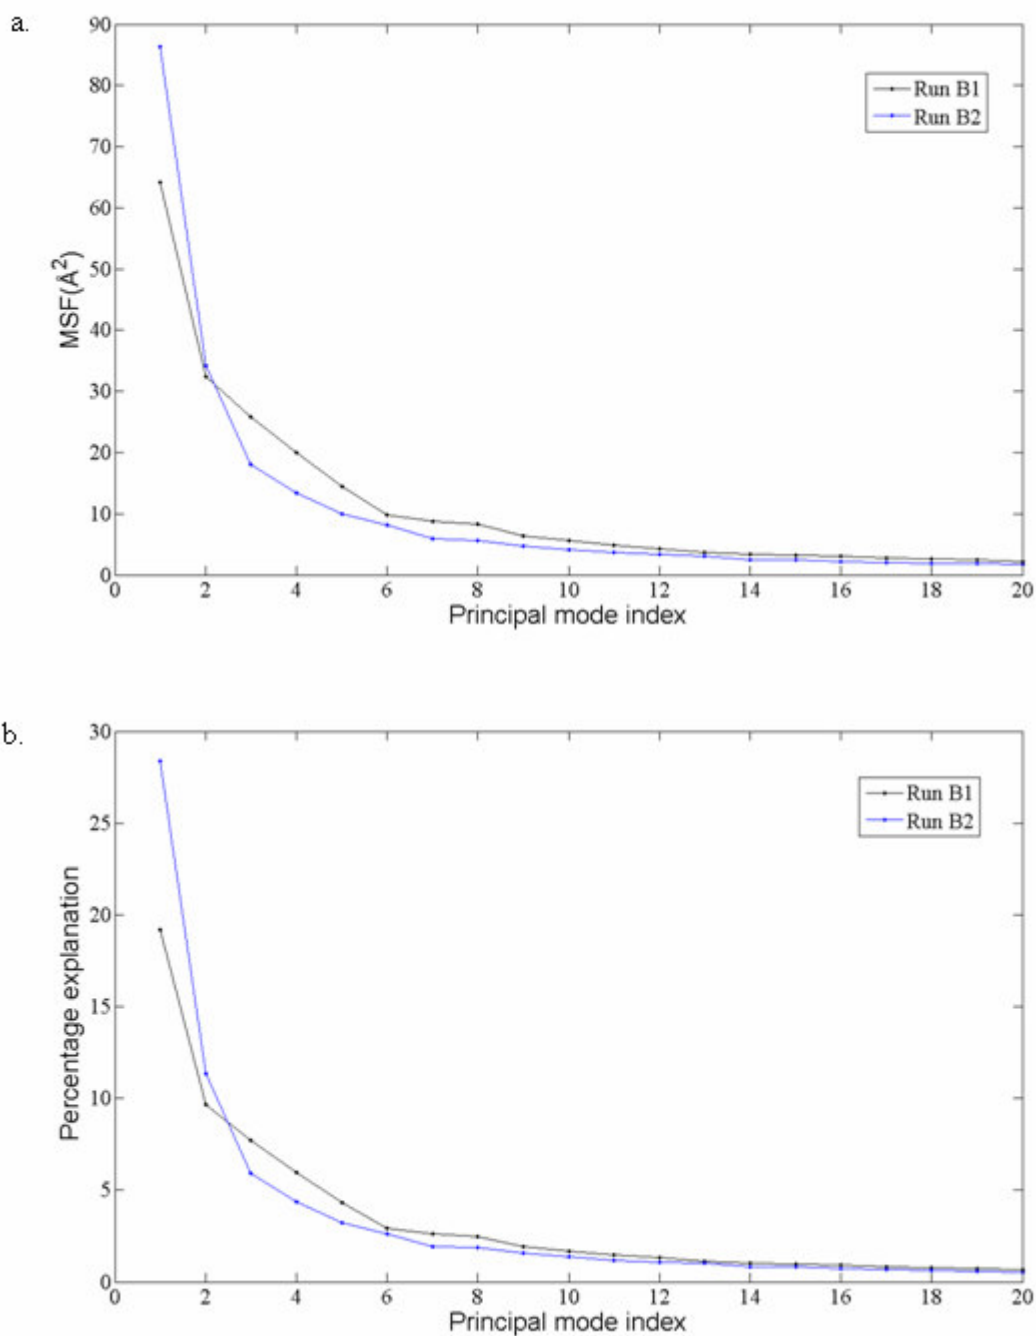 a.
90
80
70
60
50
40
30
20
10
0
MSF(Å²)
Run B1
Run B2
0 2 4 6 8 10 12 14 16 18 20
Principal mode index
b.
30
25
20
15
10
5
0
Percentage explanation
Run B1
Run B2
0 2 4 6 8 10 12 14 16 18 20
Principal mode index